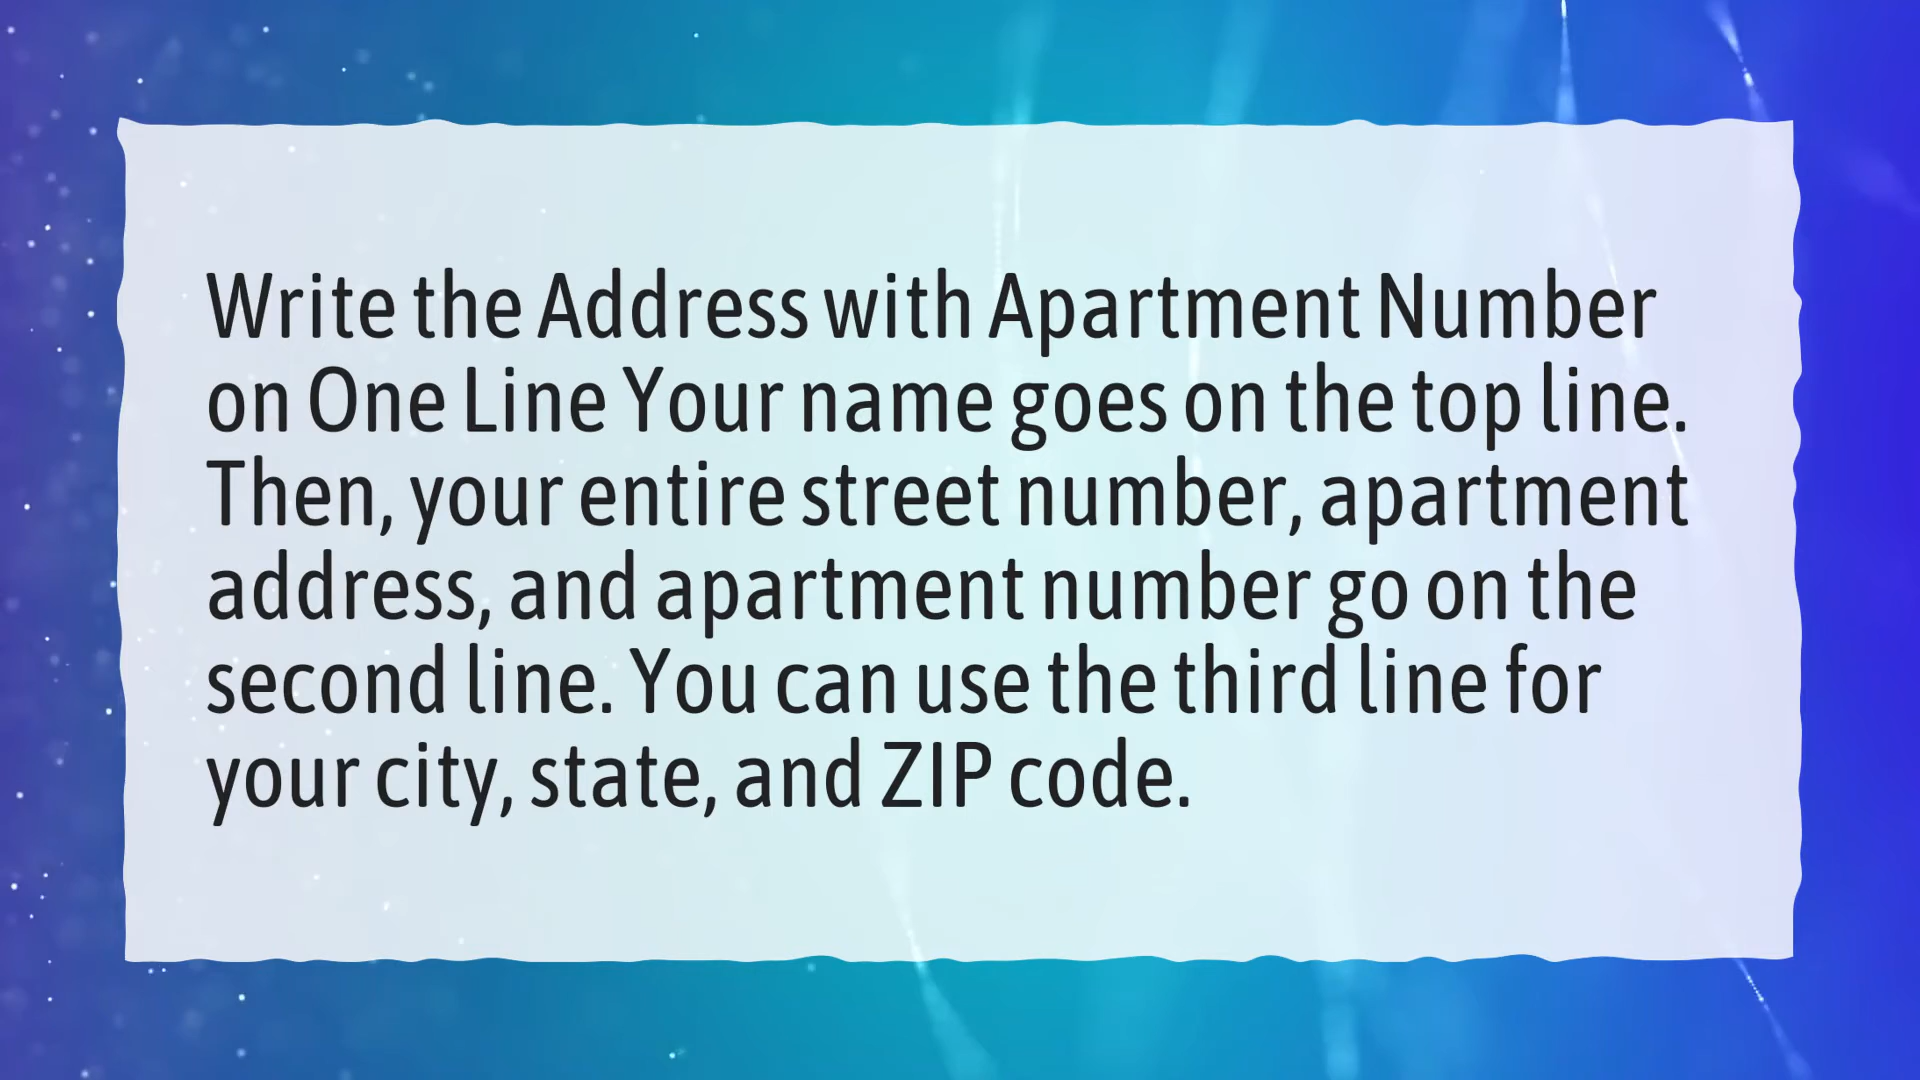 Write the Address with Apartment Number
on One Line Your name goes on the top line.
Then, your entire street number, apartment
address, and apartment number go on the
second line. You can use the third line for
your city, state, and ZIP code.